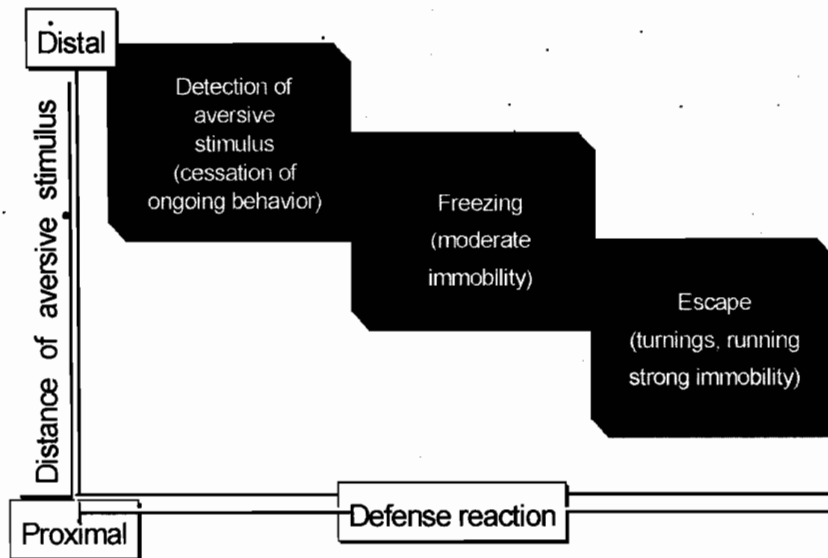 Distal
Distance of aversive stimulus
Detection of
aversive
stimulus
(cessation of
ongoing behavior)
Freezing
(moderate
immobility)
Escape
(turnings, running
strong immobility)
Proximal
Defense reaction